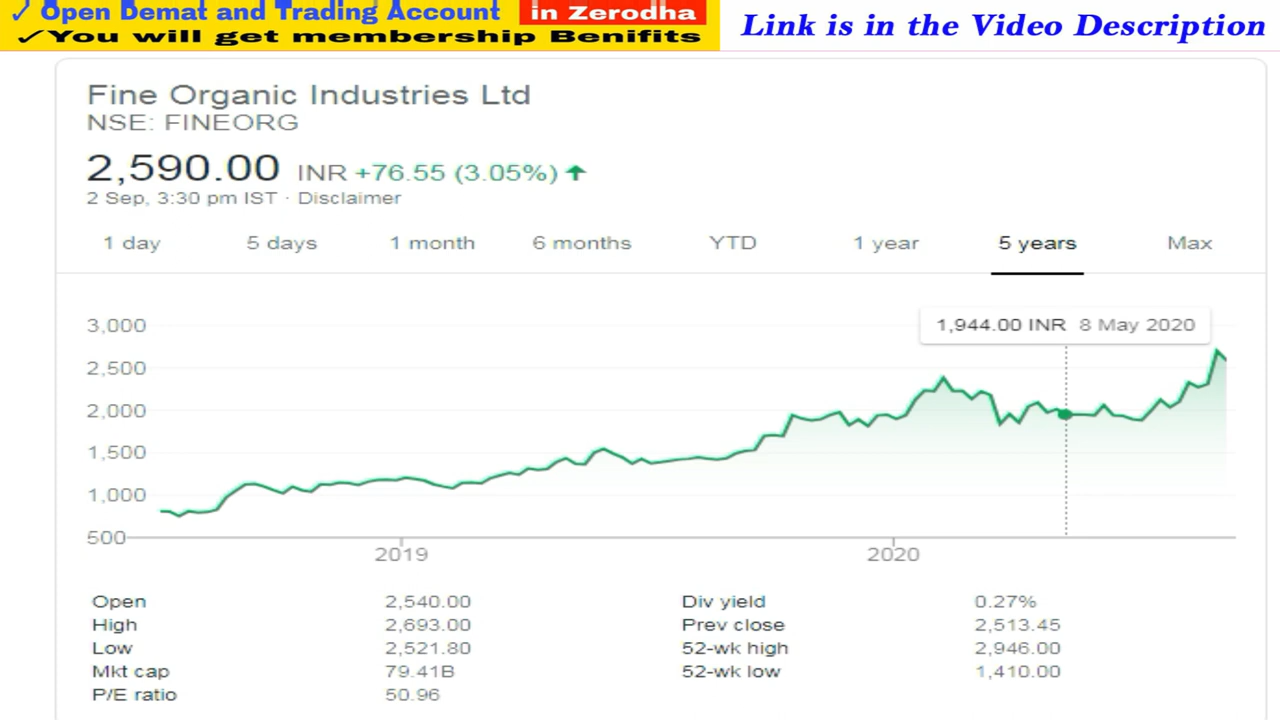 ✓ Open Demat and Trading Account in Zerodha
✓You will get membership Benifits
Link is in the Video Description
Fine Organic Industries Ltd
NSE: FINEORG
2,590.00 INR +76.55 (3.05%) ↑
2 Sep, 3:30 pm IST · Disclaimer
1 day 5 days 1 month 6 months YTD 1 year 5 years Max
1,944.00 INR 8 May 2020
3,000
2,500
2,000
1,500
1,000
500
2019 2020
Open 2,540.00 Div yield 0.27%
High 2,693.00 Prev close 2,513.45
Low 2,521.80 52-wk high 2,946.00
Mkt cap 79.41B 52-wk low 1,410.00
P/E ratio 50.96